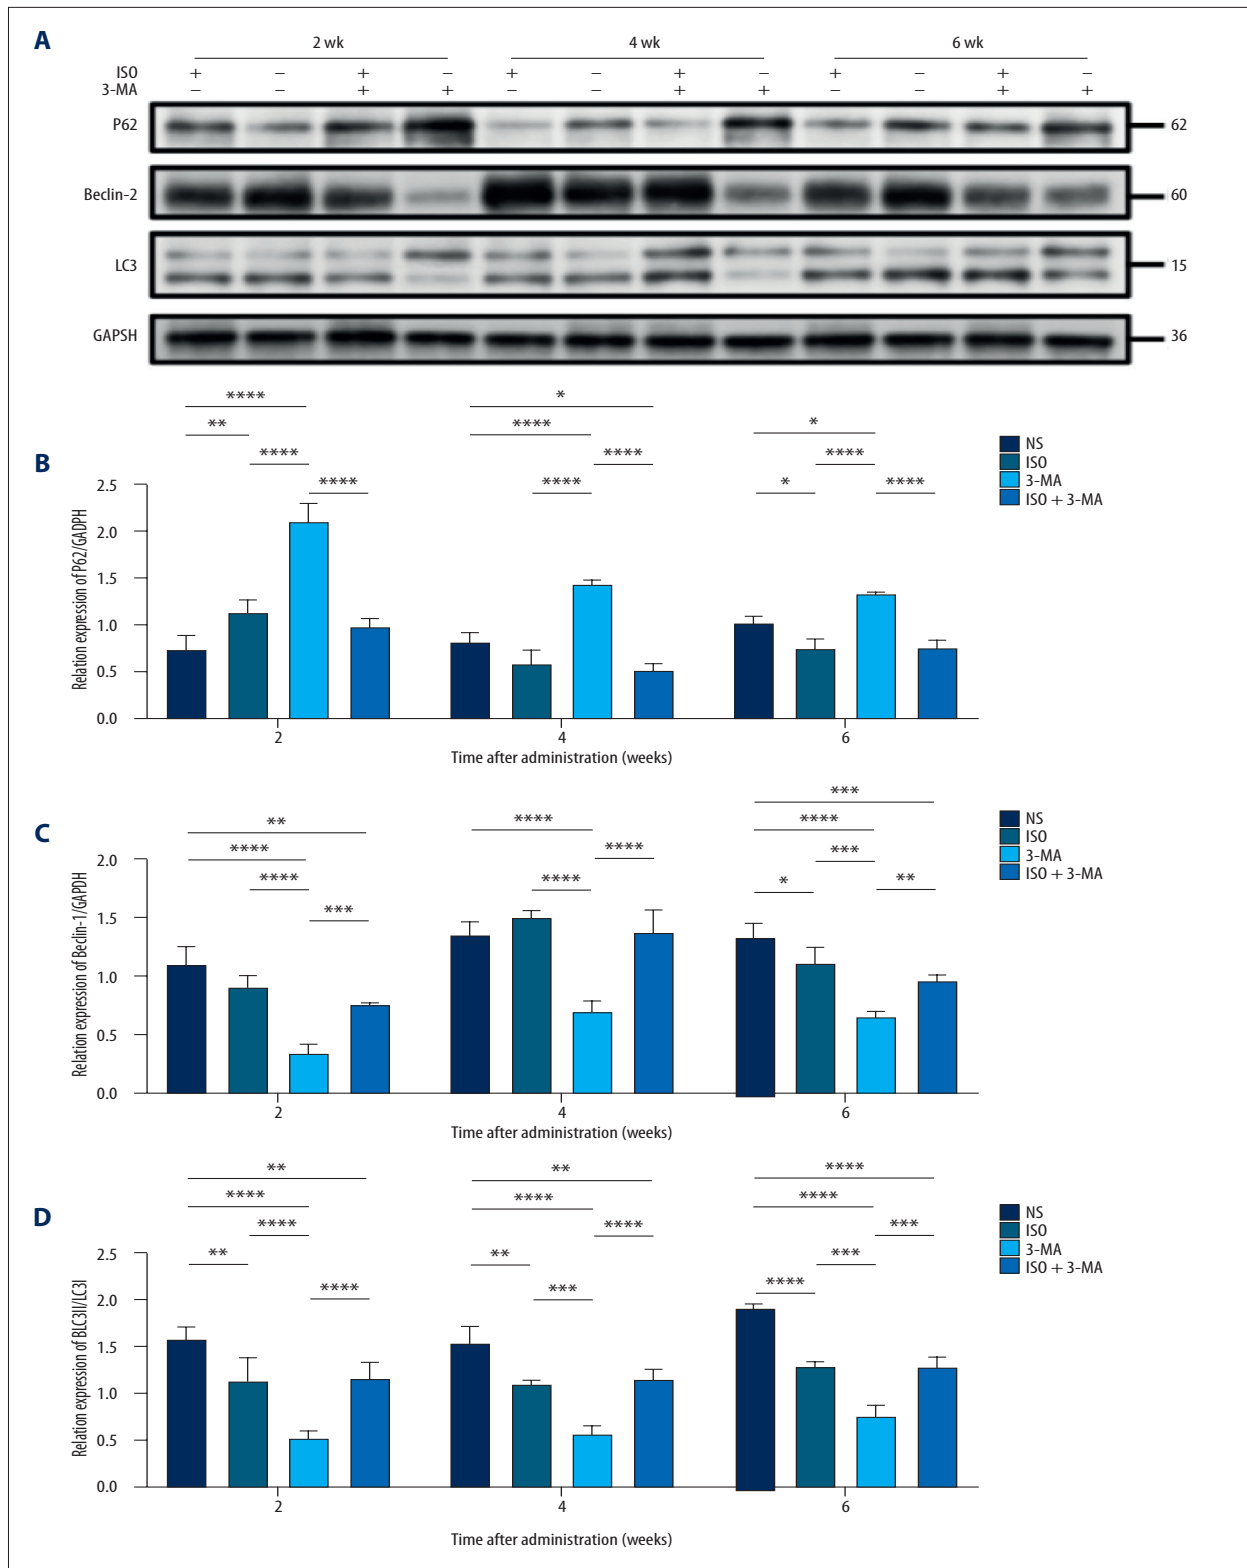 A
2 wk 4 wk 6 wk
ISO + – + – + – + – + – + –
3-MA – – + + – – + + – – + +
P62 62
Beclin-2 60
LC3 15
GAPSH 36
B
**** * *
** **** ****
**** **** *
**** **** ****
NS
ISO
3-MA
ISO + 3-MA
Relation expression of P62/GADPH
2.5
2.0
1.5
1.0
0.5
0.0
2 4 6
Time after administration (weeks)
C
** **** ***
**** **** ****
**** **** ***
*** * **
NS
ISO
3-MA
ISO + 3-MA
Relation expression of Beclin-1/GAPDH
2.0
1.5
1.0
0.5
0.0
2 4 6
Time after administration (weeks)
D
** ** ****
**** **** ****
**** **** ***
** ** ***
**** *** ****
NS
ISO
3-MA
ISO + 3-MA
Relation expression of BLC3II/LC3I
2.5
2.0
1.5
1.0
0.5
0.0
2 4 6
Time after administration (weeks)